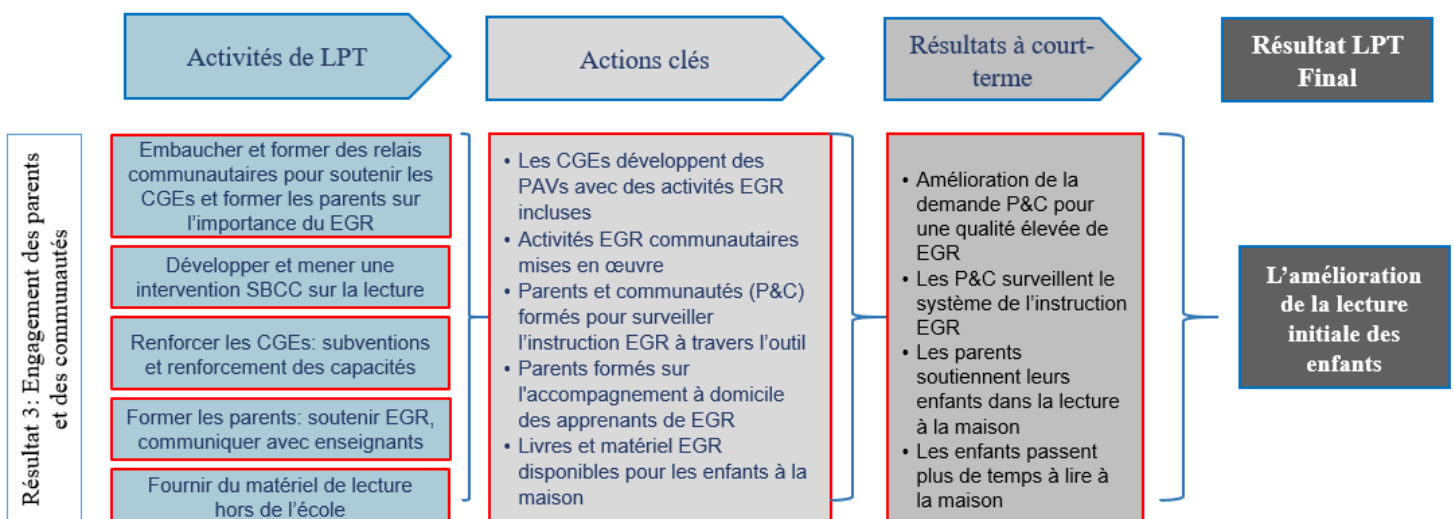 Activités de LPT
Actions clés
Résultats à court-
terme
Résultat LPT
Final
Résultat 3: Engagement des parents
et des communautés
Embaucher et former des relais
communautaires pour soutenir les
CGEs et former les parents sur
l’importance du EGR
Développer et mener une
intervention SBCC sur la lecture
Renforcer les CGEs: subventions
et renforcement des capacités
Former les parents: soutenir EGR,
communiquer avec enseignants
Fournir du matériel de lecture
hors de l’école
• Les CGEs développent des
PAVs avec des activités EGR
incluses
• Activités EGR communautaires
mises en œuvre
• Parents et communautés (P&C)
formés pour surveiller
l’instruction EGR à travers l’outil
• Parents formés sur
l'accompagnement à domicile
des apprenants de EGR
• Livres et matériel EGR
disponibles pour les enfants à la
maison
• Amélioration de la
demande P&C pour
une qualité élevée de
EGR
• Les P&C surveillent le
système de l’instruction
EGR
• Les parents
soutiennent leurs
enfants dans la lecture
à la maison
• Les enfants passent
plus de temps à lire à
la maison
L’amélioration
de la lecture
initiale des
enfants